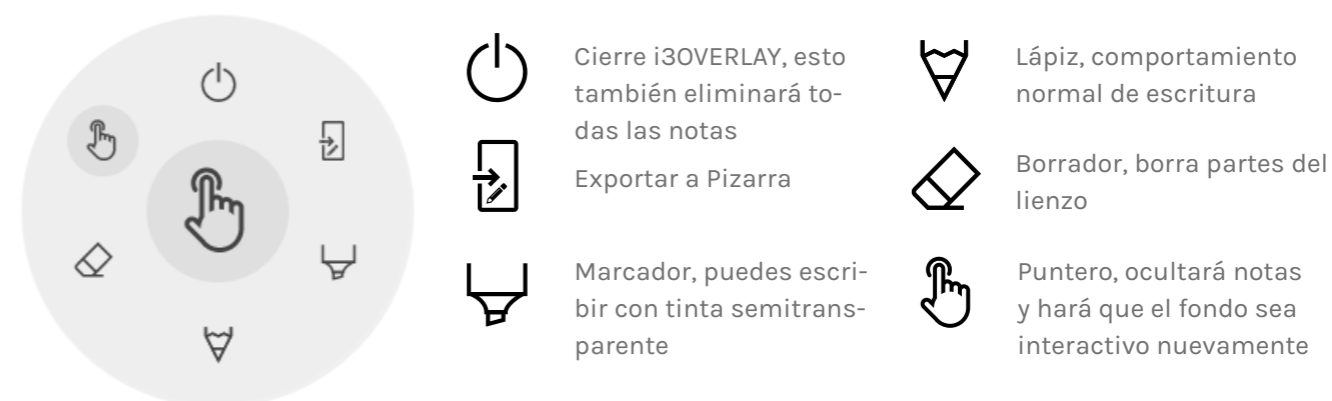 Cierre i3OVERLAY, esto
también eliminará to-
das las notas
Exportar a Pizarra
Marcador, puedes escri-
bir con tinta semitrans-
parente
Lápiz, comportamiento
normal de escritura
Borrador, borra partes del
lienzo
Puntero, ocultará notas
y hará que el fondo sea
interactivo nuevamente